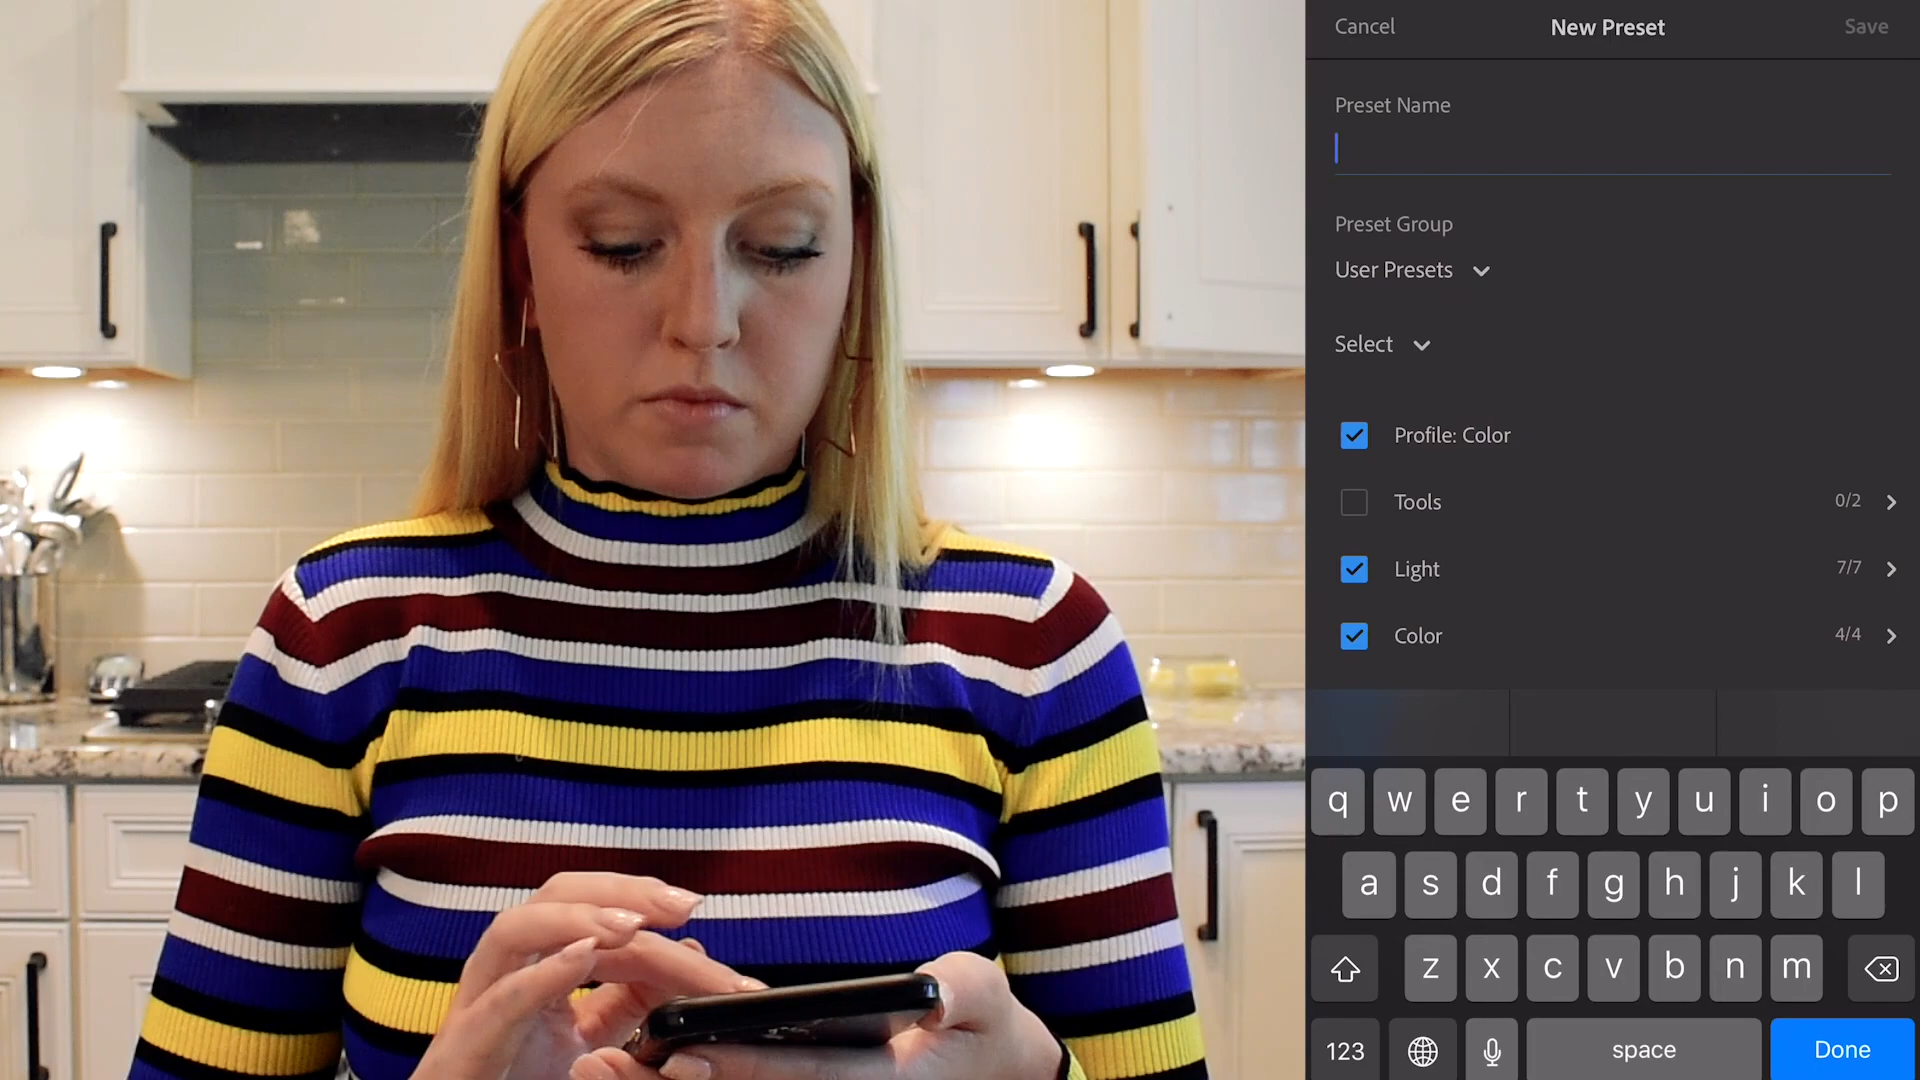 Cancel New Preset Save
Preset Name
Preset Group
User Presets
Select
Profile: Color
Tools 0/2
Light 7/7
Color 4/4
q w e r t y u i o p
a s d f g h j k l
z x c v b n m
123 space Done